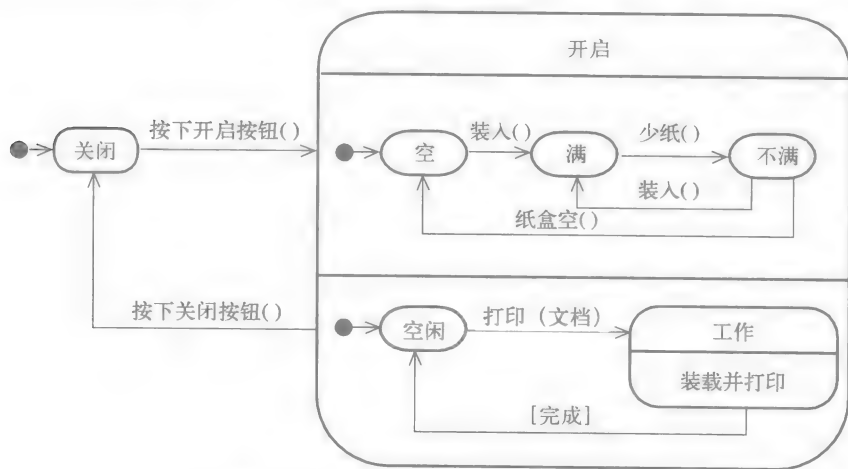 开启
按下开启按钮()
关闭
空
装入()
满
少纸()
不满
装入()
纸盒空()
按下关闭按钮()
空闲
打印（文档）
工作
装载并打印
[完成]